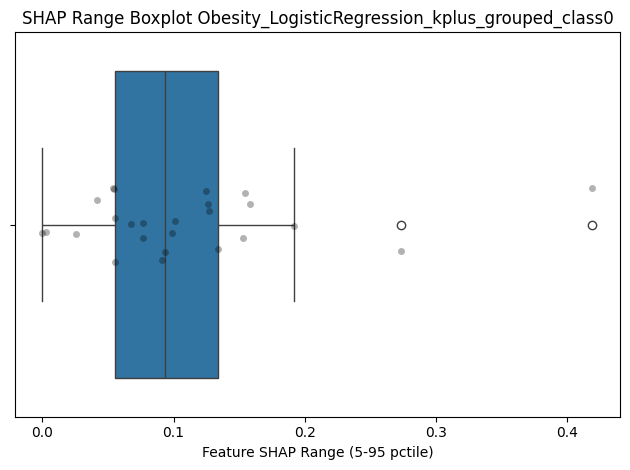 SHAP Range Boxplot Obesity_LogisticRegression_kplus_grouped_class0
0.0 0.1 0.2 0.3 0.4
Feature SHAP Range (5-95 pctile)